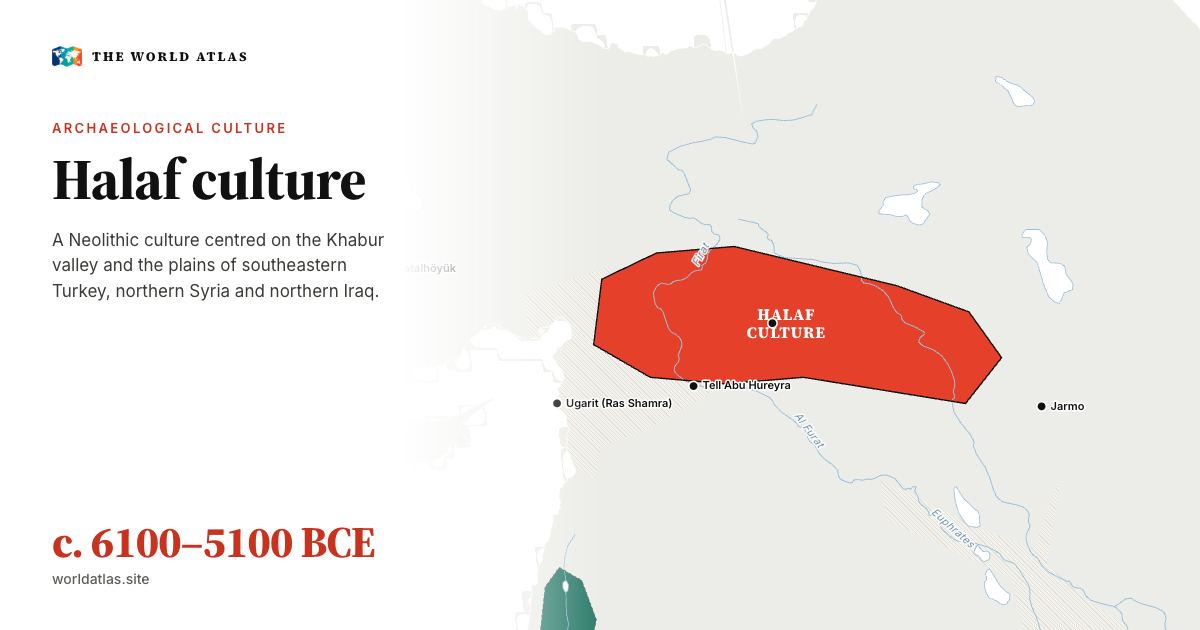 THE WORLD ATLAS
ARCHAEOLOGICAL CULTURE
Halaf culture
A Neolithic culture centred on the Khabur
valley and the plains of southeastern
Turkey, northern Syria and northern Iraq.
c. 6100–5100 BCE
worldatlas.site
atalhöyük
Fırat
HALAF
CULTURE
Tell Abu Hureyra
Ugarit (Ras Shamra)
Jarmo
Al Furat
Euphrates